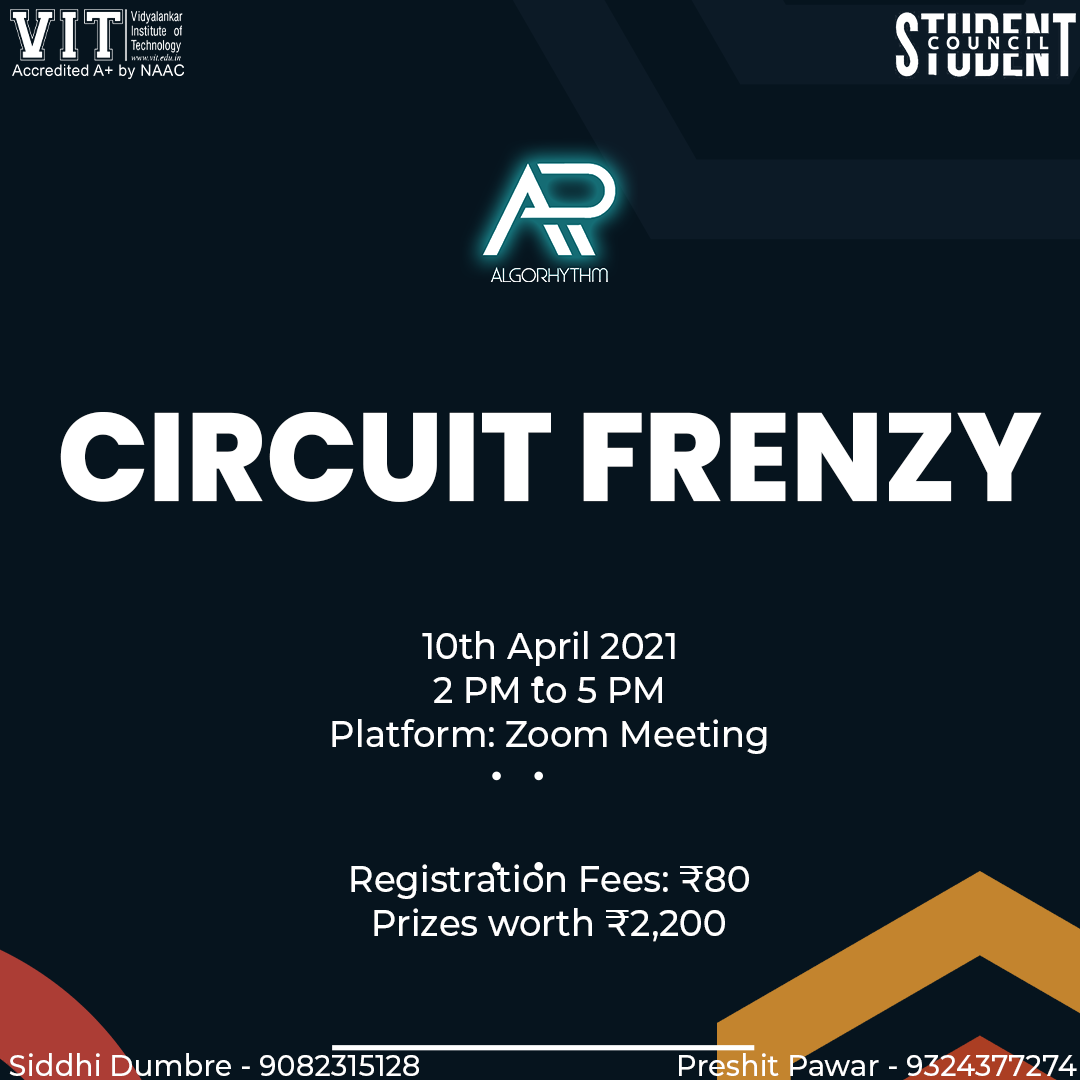 VIT
Vidyalankar
Institute of
Technology
www.vit.edu.in
Accredited A+ by NAAC
STUDENT
COUNCIL
STUDENT
AR
ALGORHYTHM
CIRCUIT FRENZY
10th April 2021
2 PM to 5 PM
Platform: Zoom Meeting
Registration Fees: ₹80
Prizes worth ₹2,200
Siddhi Dumbre - 9082315128
Preshit Pawar - 9324377274